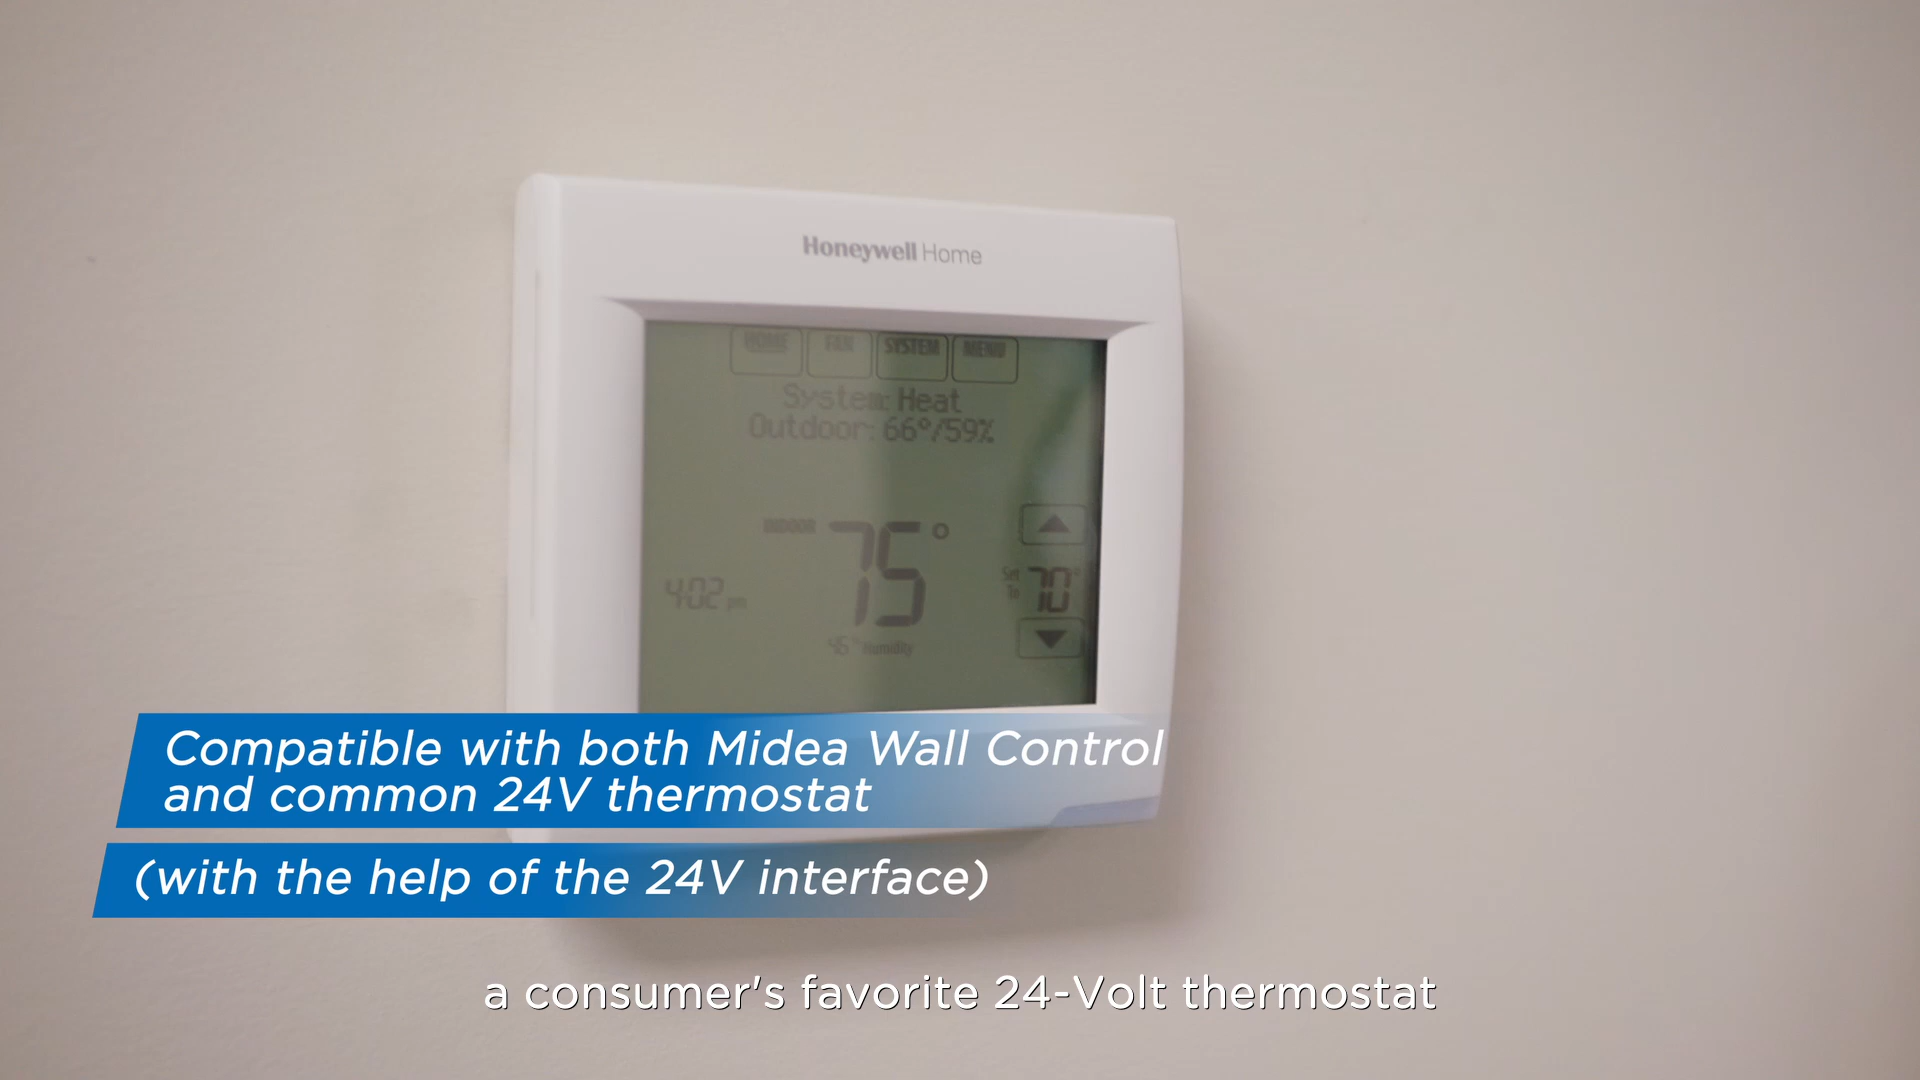 Honeywell Home
HOME FAN SYSTEM MENU
System: Heat
Outdoor: 66°/59%
INDOOR 75°
Set To 70°
4:02 pm
Humidity
Compatible with both Midea Wall Control
and common 24V thermostat
(with the help of the 24V interface)
a consumer's favorite 24-Volt thermostat